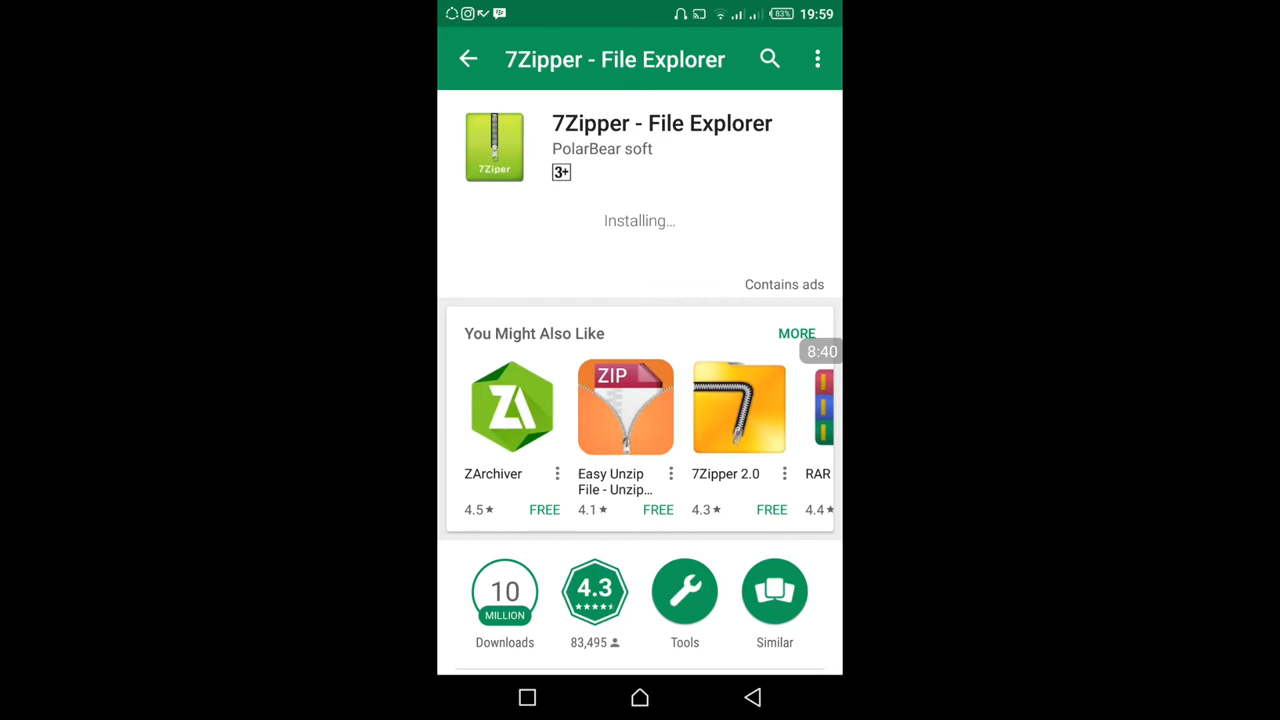 83%
19:59
7Zipper - File Explorer
7Ziper
7Zipper - File Explorer
PolarBear soft
3+
Installing...
Contains ads
You Might Also Like
MORE
8:40
ZA
ZIP
7
ZArchiver
4.5★
FREE
Easy Unzip
File - Unzip...
4.1★
FREE
7Zipper 2.0
4.3★
FREE
RAR
4.4★
10
MILLION
Downloads
4.3
83,495
Tools
Similar